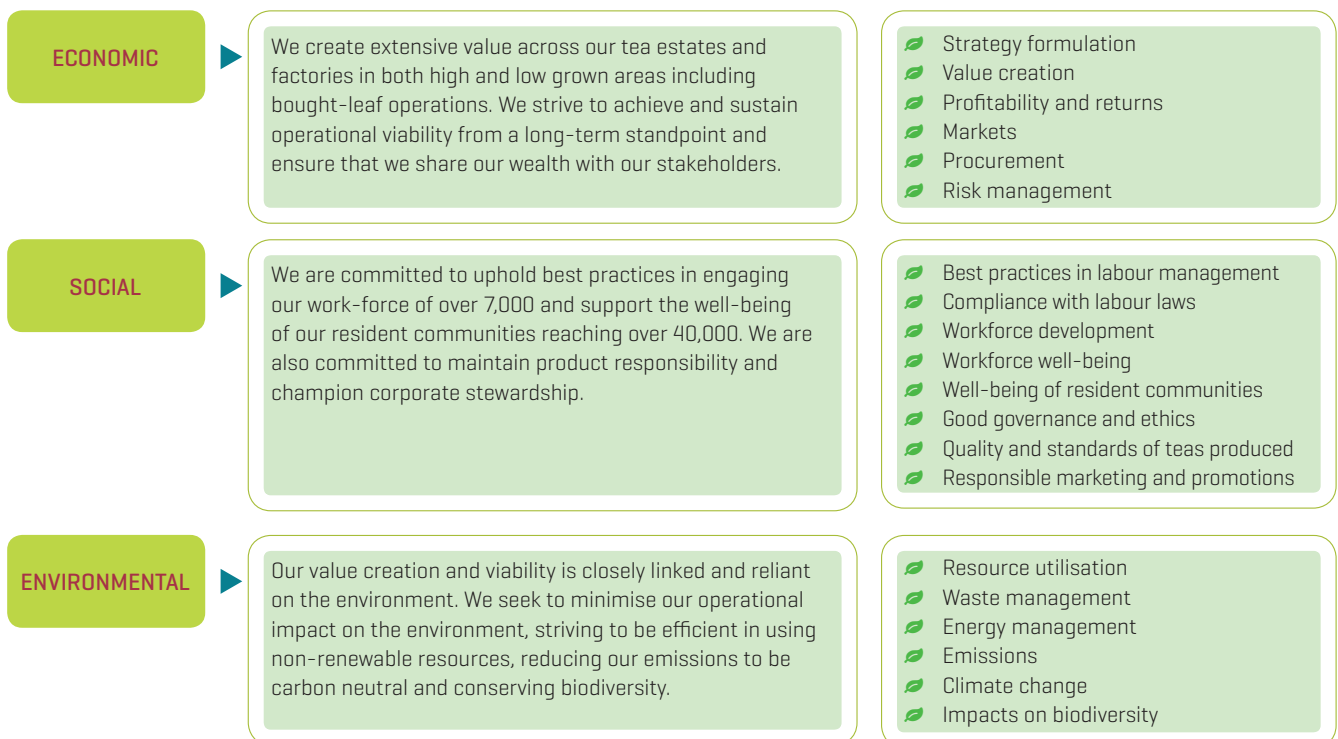 ECONOMIC
We create extensive value across our tea estates and
factories in both high and low grown areas including
bought-leaf operations. We strive to achieve and sustain
operational viability from a long-term standpoint and
ensure that we share our wealth with our stakeholders.
Strategy formulation
Value creation
Profitability and returns
Markets
Procurement
Risk management
SOCIAL
We are committed to uphold best practices in engaging
our work-force of over 7,000 and support the well-being
of our resident communities reaching over 40,000. We are
also committed to maintain product responsibility and
champion corporate stewardship.
Best practices in labour management
Compliance with labour laws
Workforce development
Workforce well-being
Well-being of resident communities
Good governance and ethics
Quality and standards of teas produced
Responsible marketing and promotions
ENVIRONMENTAL
Our value creation and viability is closely linked and reliant
on the environment. We seek to minimise our operational
impact on the environment, striving to be efficient in using
non-renewable resources, reducing our emissions to be
carbon neutral and conserving biodiversity.
Resource utilisation
Waste management
Energy management
Emissions
Climate change
Impacts on biodiversity